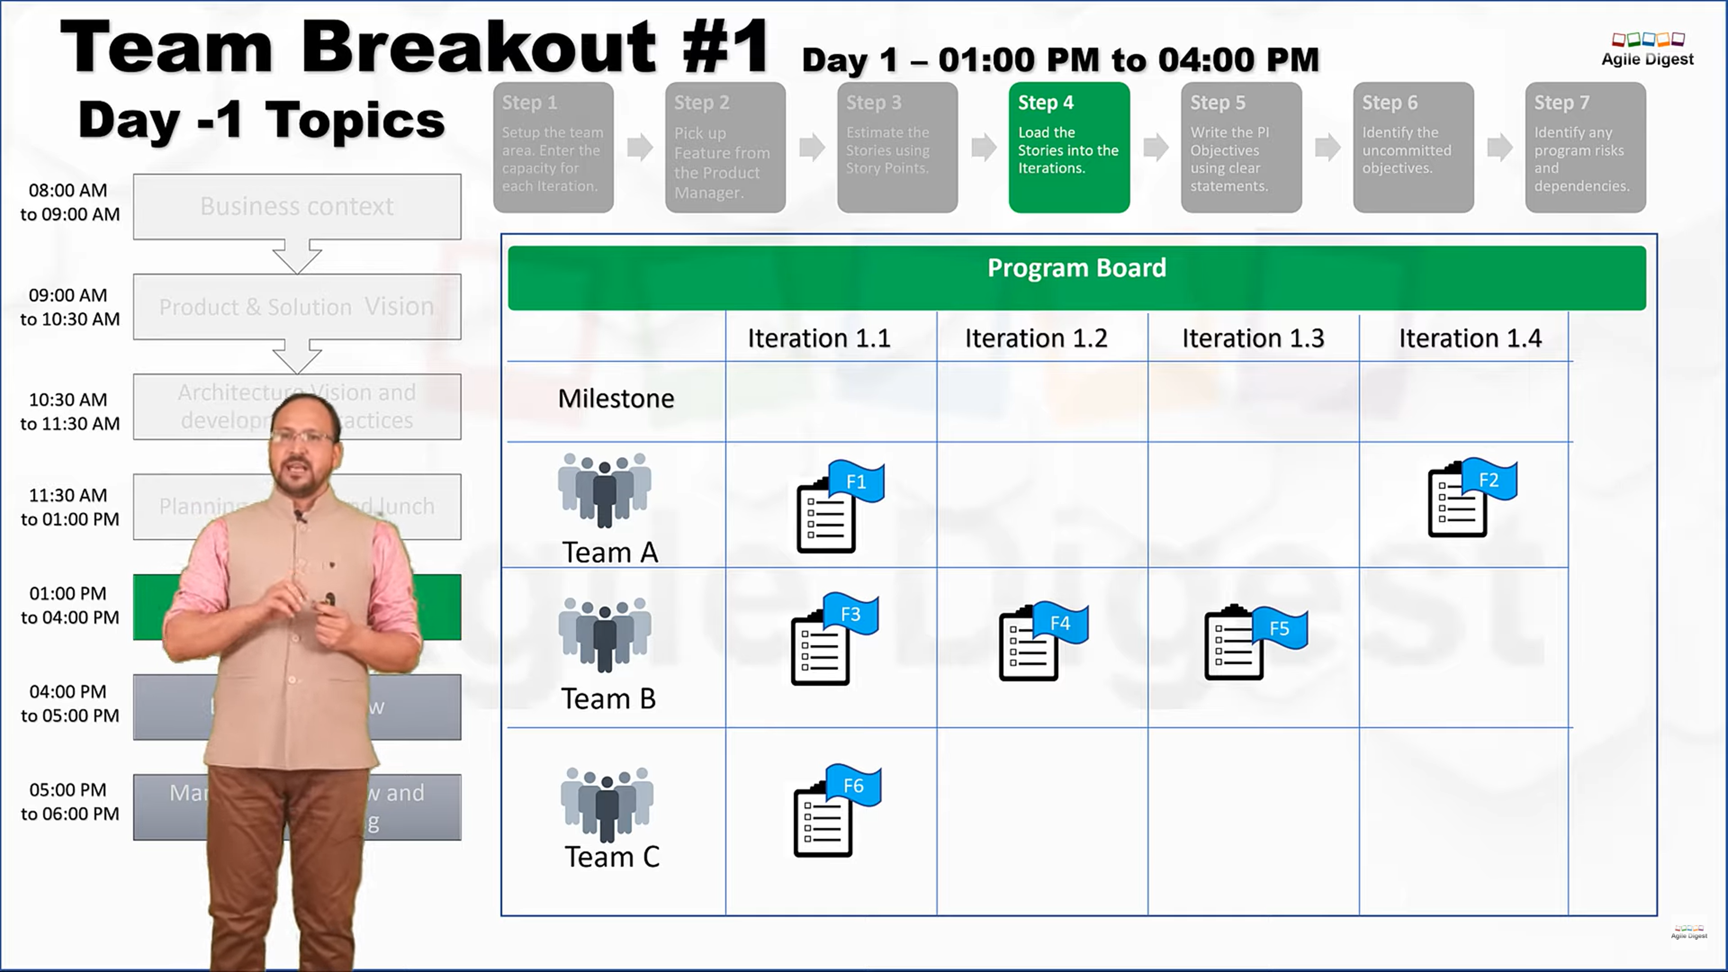 Team Breakout #1
Day 1 – 01:00 PM to 04:00 PM
Agile Digest
Day -1 Topics
Step 1
Setup the team
area. Enter the
capacity for
each Iteration.
Step 2
Pick up
Feature from
the Product
Manager.
Step 3
Estimate the
Stories using
Story Points.
Step 4
Load the
Stories into the
Iterations.
Step 5
Write the PI
Objectives
using clear
statements.
Step 6
Identify the
uncommitted
objectives.
Step 7
Identify any
program risks
and
dependencies.
08:00 AM
to 09:00 AM
Business context
09:00 AM
to 10:30 AM
Product & Solution Vision
10:30 AM
to 11:30 AM
Architecture Vision and
11:30 AM
to 01:00 PM
Planning
lunch
01:00 PM
to 04:00 PM
04:00 PM
to 05:00 PM
05:00 PM
to 06:00 PM
and
Program Board
Iteration 1.1
Iteration 1.2
Iteration 1.3
Iteration 1.4
Milestone
Team A
F1
F2
Team B
F3
F4
F5
Team C
F6
Agile Digest
Agile Digest